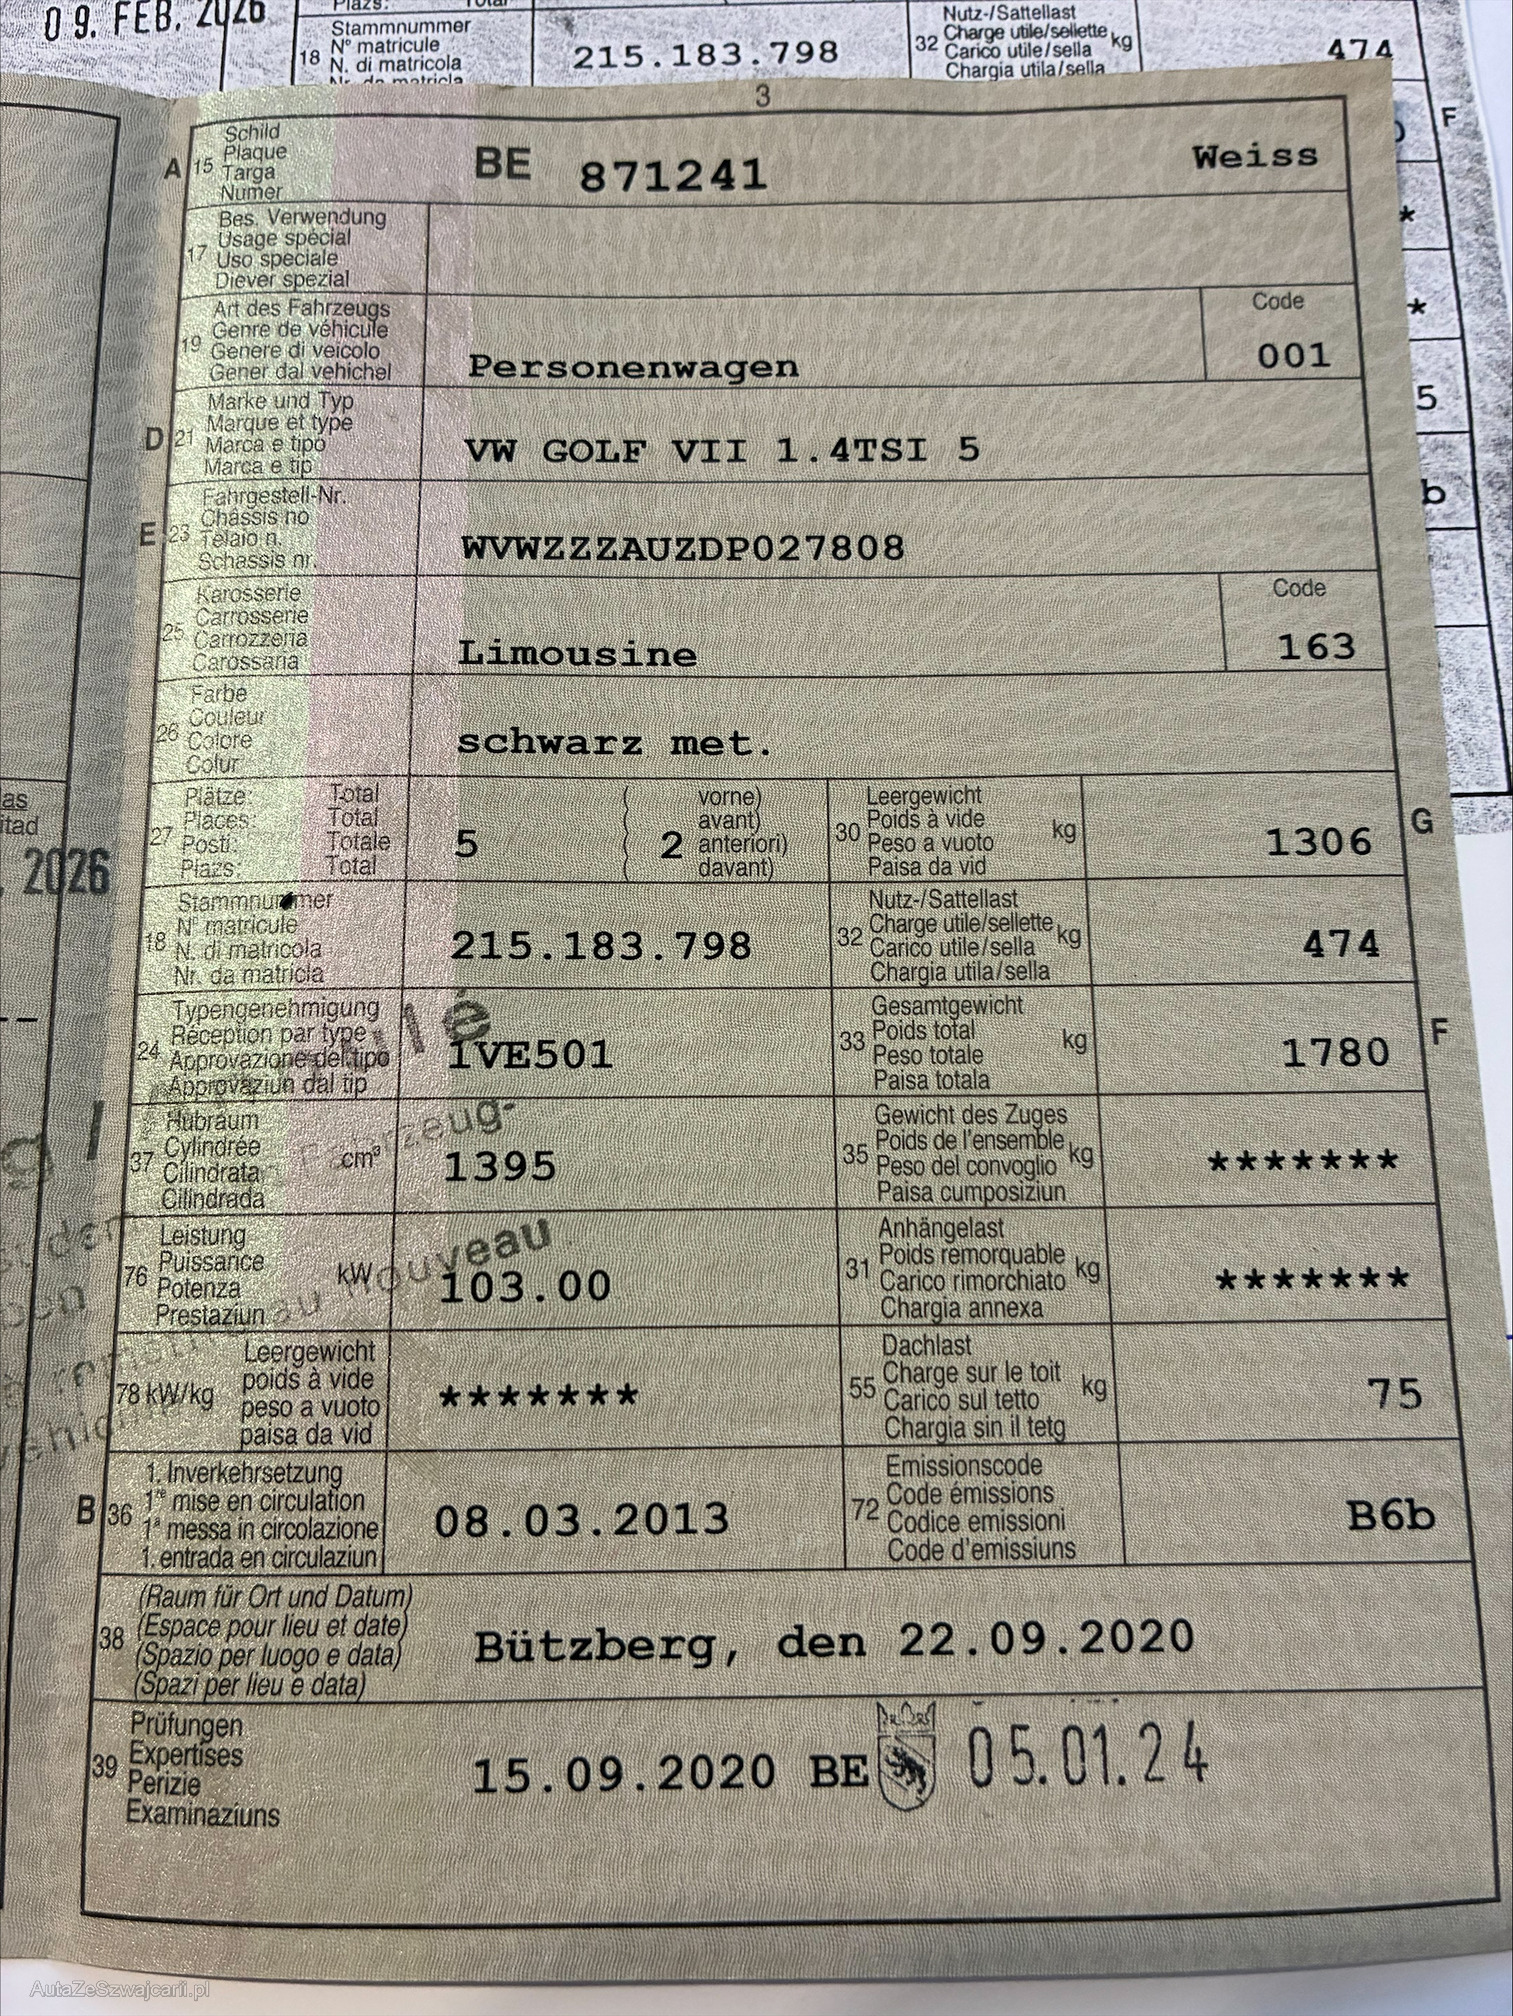 09. FEB. 2026
Stammnummer
18 N° matricule
N. di matricola
215.183.798
Nutz-/Sattellast
32 Charge utile/sellette kg
Carico utile/sella
Chargia utila/sella
474
3
A 15 Schild
Plaque
Targa
Numer
BE 871241 Weiss
17 Bes. Verwendung
Usage spécial
Uso speciale
Diever spezial
19 Art des Fahrzeugs
Genre de véhicule
Genere di veicolo
Gener dal vehichel
Personenwagen
Code
001
D 21 Marke und Typ
Marque et type
Marca e tipo
Marca e tip
VW GOLF VII 1.4TSI 5
E 23 Fahrgestell-Nr.
Châssis no
Telaio n.
Schassis nr.
WVWZZZAUZDP027808
25 Karosserie
Carrosserie
Carrozzeria
Carossaria
Limousine
Code
163
26 Farbe
Couleur
Colore
Colur
schwarz met.
27 Plätze: Total
Places: Total
Posti: Totale
Plazs: Total
5 ( 2 vorne)
avant)
anteriori)
davant)
30 Leergewicht
Poids à vide kg
Peso a vuoto
Paisa da vid
1306
G
18 Stammnummer
N° matricule
N. di matricola
Nr. da matricla
215.183.798
32 Nutz-/Sattellast
Charge utile/sellette kg
Carico utile/sella
Chargia utila/sella
474
24 Typengenehmigung
Réception par type
Approvazione del tipo
Approvaziun dal tip
1VE501
33 Gesamtgewicht
Poids total kg
Peso totale
Paisa totala
1780
F
37 Hubraum
Cylindrée cm³
Cilindrata
Cilindrada
1395
35 Gewicht des Zuges
Poids de l'ensemble kg
Peso del convoglio
Paisa cumposiziun
*******
76 Leistung
Puissance kW
Potenza
Prestaziun
103.00
31 Anhängelast
Poids remorquable kg
Carico rimorchiato
Chargia annexa
*******
78 kW/kg Leergewicht
poids à vide
peso a vuoto
paisa da vid
*******
55 Dachlast
Charge sur le toit kg
Carico sul tetto
Chargia sin il tetg
75
B 36 1. Inverkehrsetzung
1re mise en circulation
1a messa in circolazione
1. entrada en circulaziun
08.03.2013
72 Emissionscode
Code émissions
Codice emissioni
Code d'emissiuns
B6b
38 (Raum für Ort und Datum)
(Espace pour lieu et date)
(Spazio per luogo e data)
(Spazi per lieu e data)
Bützberg, den 22.09.2020
39 Prüfungen
Expertises
Perizie
Examinaziuns
15.09.2020 BE 05.01.24
2026
Fahrzeug-
au nouveau
F
5
b
AutaZeSzwajcarii.pl